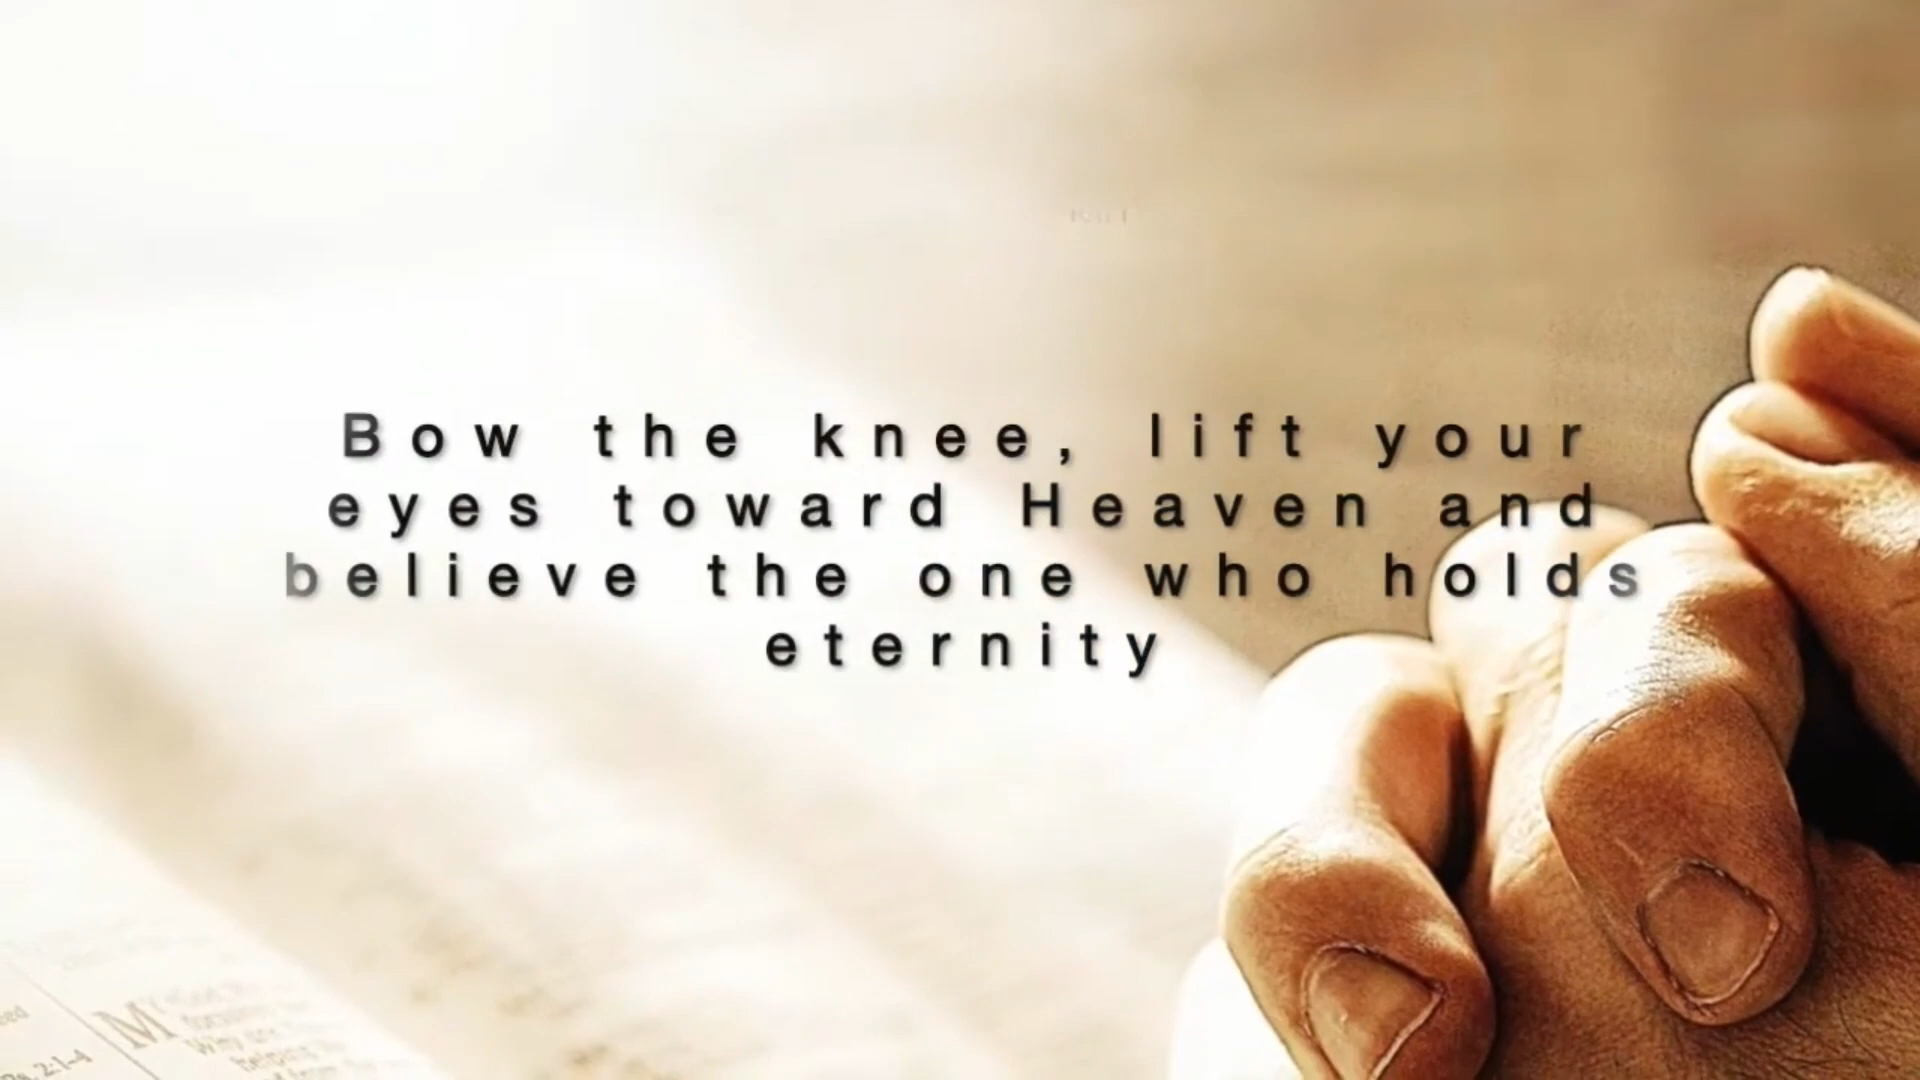 Bow the knee, lift your
eyes toward Heaven and
believe the one who holds
eternity